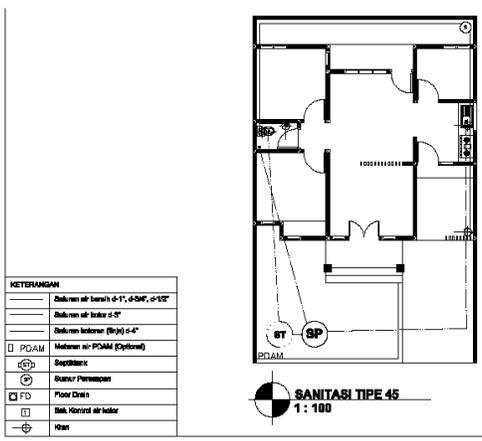 KETERANGAN
Saluran air bersih d-1", d-3/4", d-1/2"
Saluran air kotor d-3"
Saluran kotoran (tinja) d-4"
PDAM Meteran air PDAM (Optional)
ST Septiktank
SP Sumur Peresapan
FD Floor Drain
Bak Kontrol air kotor
Kran
ST SP
PDAM
SANITASI TIPE 45
1 : 100